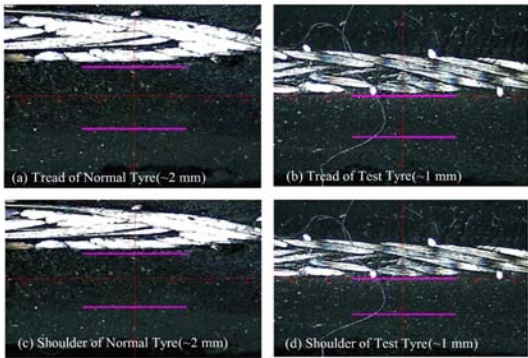 (a) Tread of Normal Tyre(~2 mm)
(b) Tread of Test Tyre(~1 mm)
(c) Shoulder of Normal Tyre(~2 mm)
(d) Shoulder of Test Tyre(~1 mm)